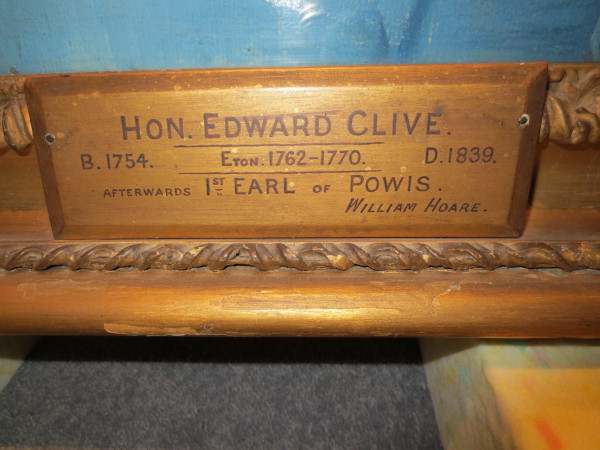 HON. EDWARD CLIVE.
B. 1754. ETON. 1762-1770. D. 1839.
AFTERWARDS 1ST EARL OF POWIS.
WILLIAM HOARE.